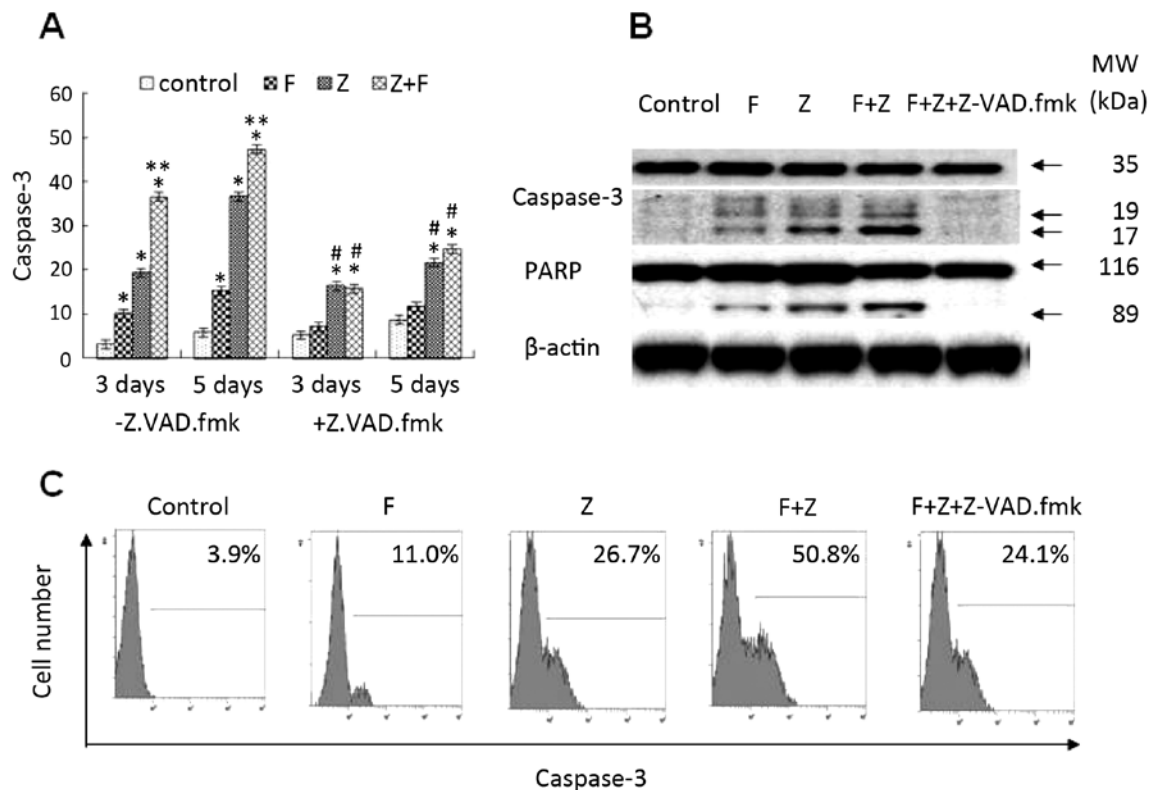 A
control F Z Z+F
60
50
40
30
20
10
0
Caspase-3
** * * *
** * * *
# * # *
# * # *
3 days 5 days 3 days 5 days
-Z.VAD.fmk +Z.VAD.fmk
B
MW
(kDa)
Control F Z F+Z F+Z+Z-VAD.fmk
35
Caspase-3
19
17
PARP
116
89
β-actin
C
Control F Z F+Z F+Z+Z-VAD.fmk
3.9% 11.0% 26.7% 50.8% 24.1%
Cell number
Caspase-3